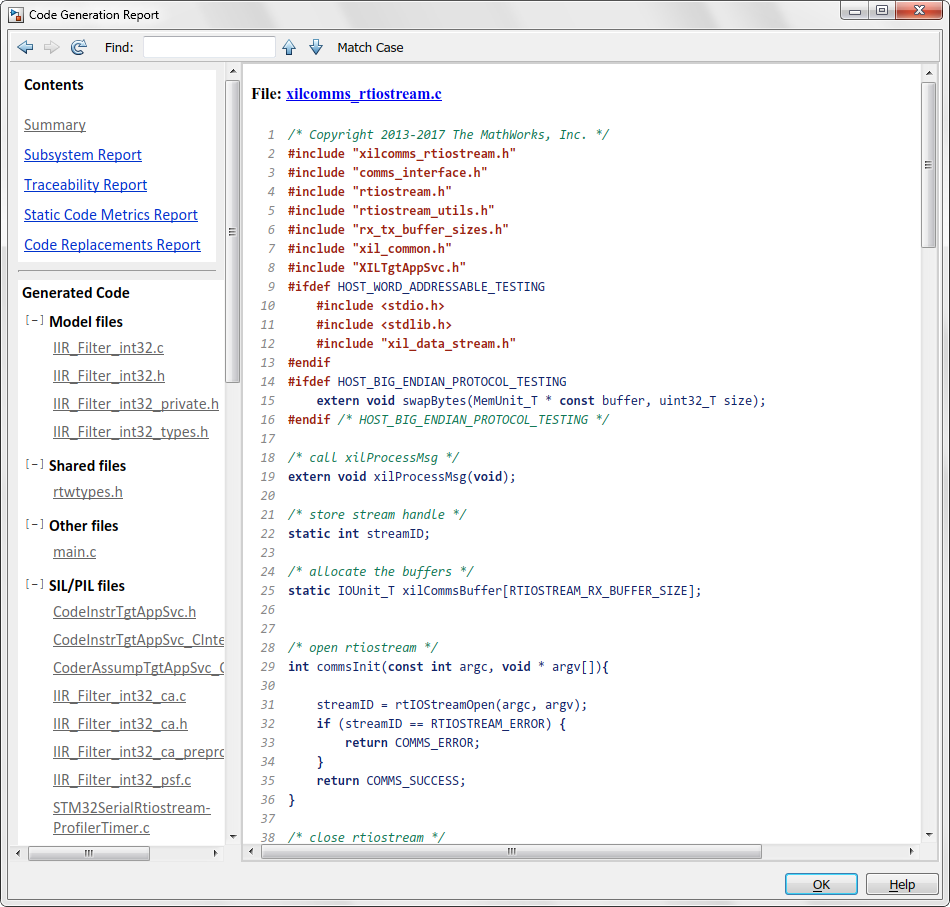 Code Generation Report
Find:
Match Case
Contents
Summary
Subsystem Report
Traceability Report
Static Code Metrics Report
Code Replacements Report
Generated Code
[-] Model files
IIR_Filter_int32.c
IIR_Filter_int32.h
IIR_Filter_int32_private.h
IIR_Filter_int32_types.h
[-] Shared files
rtwtypes.h
[-] Other files
main.c
[-] SIL/PIL files
CodeInstrTgtAppSvc.h
CodeInstrTgtAppSvc_CInte
CoderAssumpTgtAppSvc_C
IIR_Filter_int32_ca.c
IIR_Filter_int32_ca.h
IIR_Filter_int32_ca_prepro
IIR_Filter_int32_psf.c
STM32SerialRtiostream-
ProfilerTimer.c
File: xilcomms_rtiostream.c
1 /* Copyright 2013-2017 The MathWorks, Inc. */
2 #include "xilcomms_rtiostream.h"
3 #include "comms_interface.h"
4 #include "rtiostream.h"
5 #include "rtiostream_utils.h"
6 #include "rx_tx_buffer_sizes.h"
7 #include "xil_common.h"
8 #include "XILTgtAppSvc.h"
9 #ifdef HOST_WORD_ADDRESSABLE_TESTING
10     #include <stdio.h>
11     #include <stdlib.h>
12     #include "xil_data_stream.h"
13 #endif
14 #ifdef HOST_BIG_ENDIAN_PROTOCOL_TESTING
15     extern void swapBytes(MemUnit_T * const buffer, uint32_T size);
16 #endif /* HOST_BIG_ENDIAN_PROTOCOL_TESTING */
17
18 /* call xilProcessMsg */
19 extern void xilProcessMsg(void);
20
21 /* store stream handle */
22 static int streamID;
23
24 /* allocate the buffers */
25 static IOUnit_T xilCommsBuffer[RTIOSTREAM_RX_BUFFER_SIZE];
26
27
28 /* open rtiostream */
29 int commsInit(const int argc, void * argv[]){
30
31     streamID = rtIOStreamOpen(argc, argv);
32     if (streamID == RTIOSTREAM_ERROR) {
33         return COMMS_ERROR;
34     }
35     return COMMS_SUCCESS;
36 }
37
38 /* close rtiostream */
OK
Help